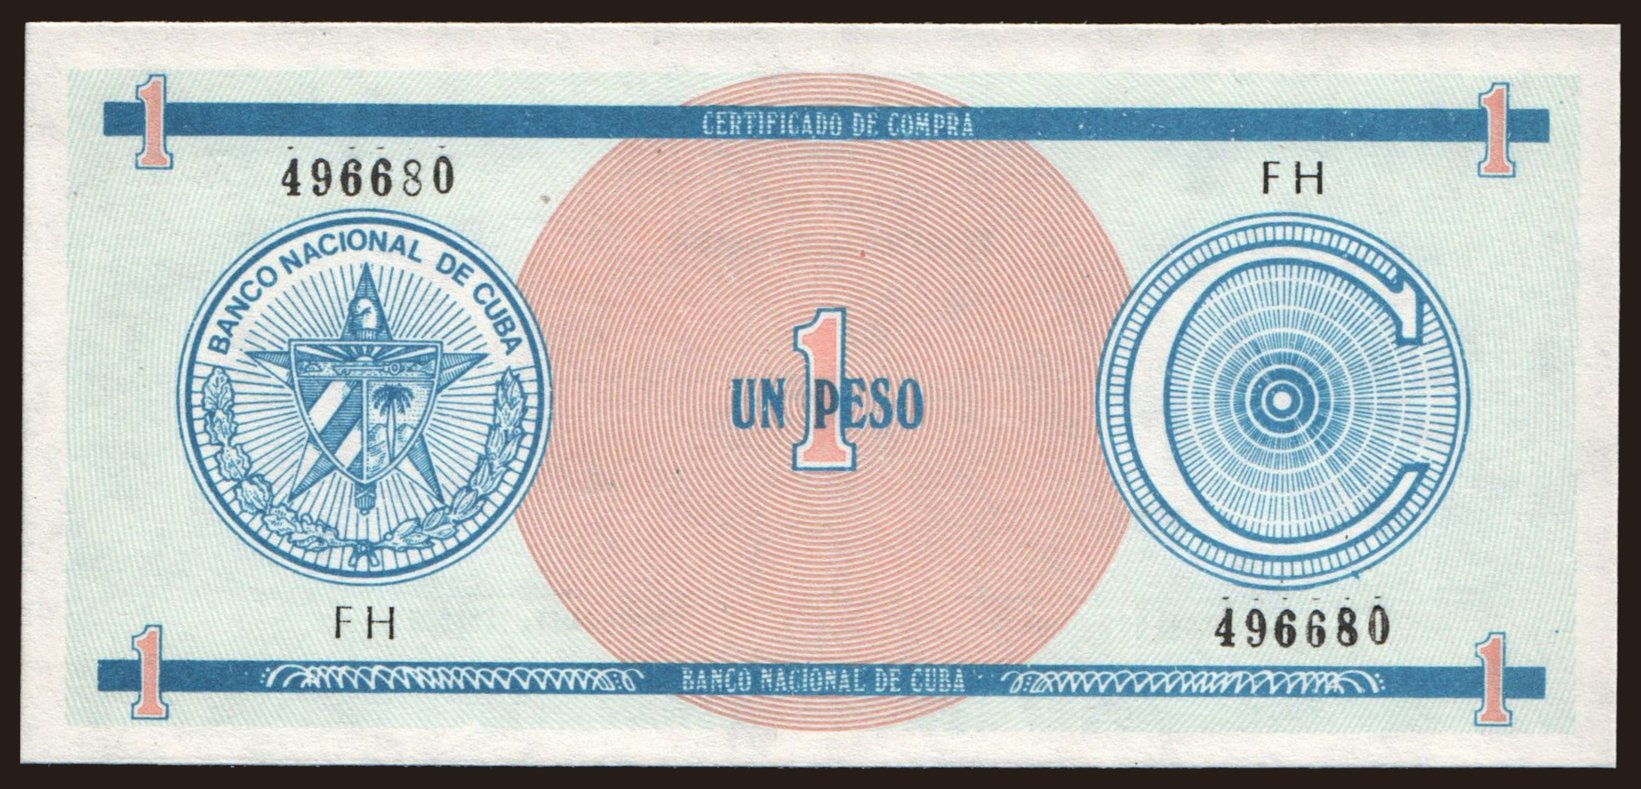 1 CERTIFICADO DE COMPRA 1
496680 FH
BANCO NACIONAL DE CUBA
1
UN PESO
C
FH 496680
1 BANCO NACIONAL DE CUBA 1